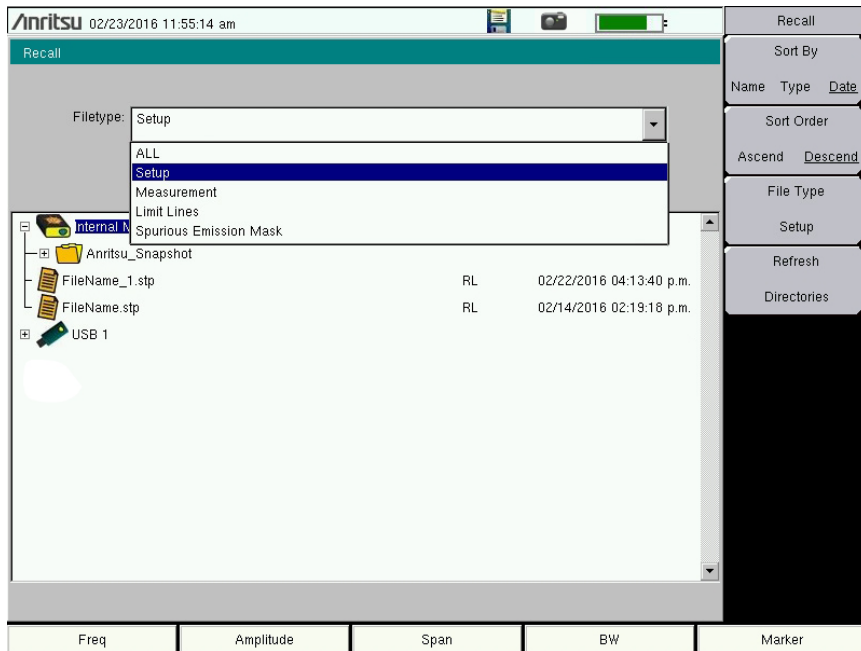 Anritsu 02/23/2016 11:55:14 am
Recall
Filetype: Setup
ALL
Setup
Measurement
Limit Lines
Spurious Emission Mask
Internal M
Anritsu_Snapshot
FileName_1.stp RL 02/22/2016 04:13:40 p.m.
FileName.stp RL 02/14/2016 02:19:18 p.m.
USB 1
Recall
Sort By
Name Type Date
Sort Order
Ascend Descend
File Type
Setup
Refresh
Directories
Freq Amplitude Span BW Marker